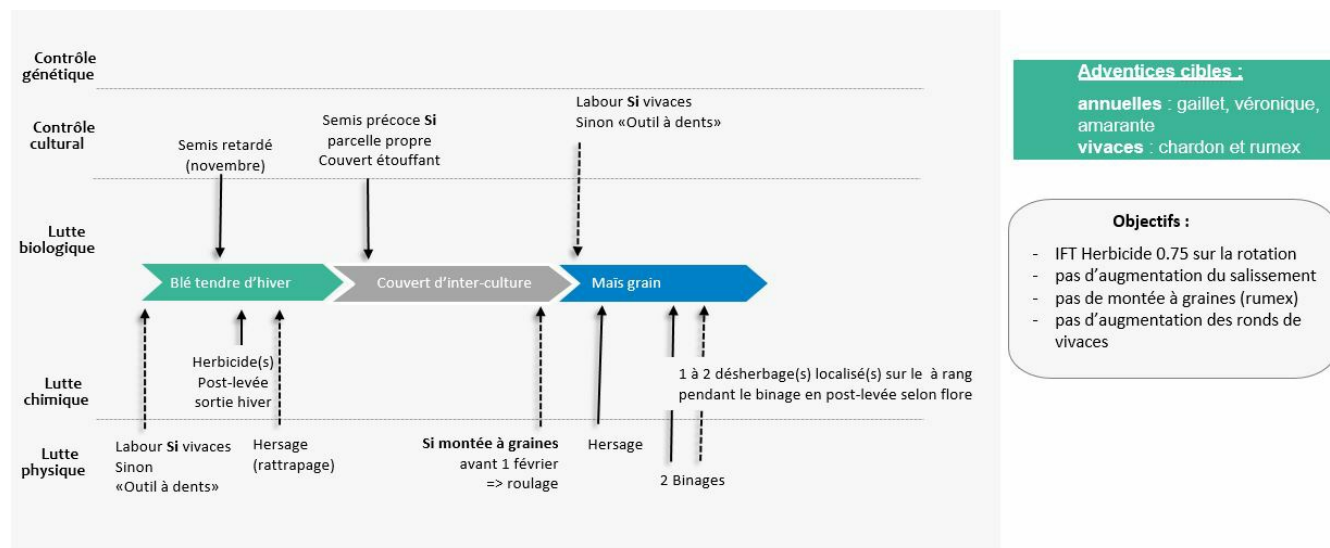 Contrôle
génétique
Contrôle
cultural
Semis retardé
(novembre)
Semis précoce Si
parcelle propre
Couvert étouffant
Labour Si vivaces
Sinon «Outil à dents»
Lutte
biologique
Blé tendre d'hiver
Couvert d'inter-culture
Maïs grain
Lutte
chimique
Herbicide(s)
Post-levée
sortie hiver
1 à 2 désherbage(s) localisé(s) sur le à rang
pendant le binage en post-levée selon flore
Lutte
physique
Labour Si vivaces
Sinon
«Outil à dents»
Hersage
(rattrapage)
Si montée à graines
avant 1 février
=> roulage
Hersage
2 Binages
Adventices cibles :
annuelles : gaillet, véronique,
amarante
vivaces : chardon et rumex
Objectifs :
- IFT Herbicide 0.75 sur la rotation
- pas d'augmentation du salissement
- pas de montée à graines (rumex)
- pas d'augmentation des ronds de
vivaces